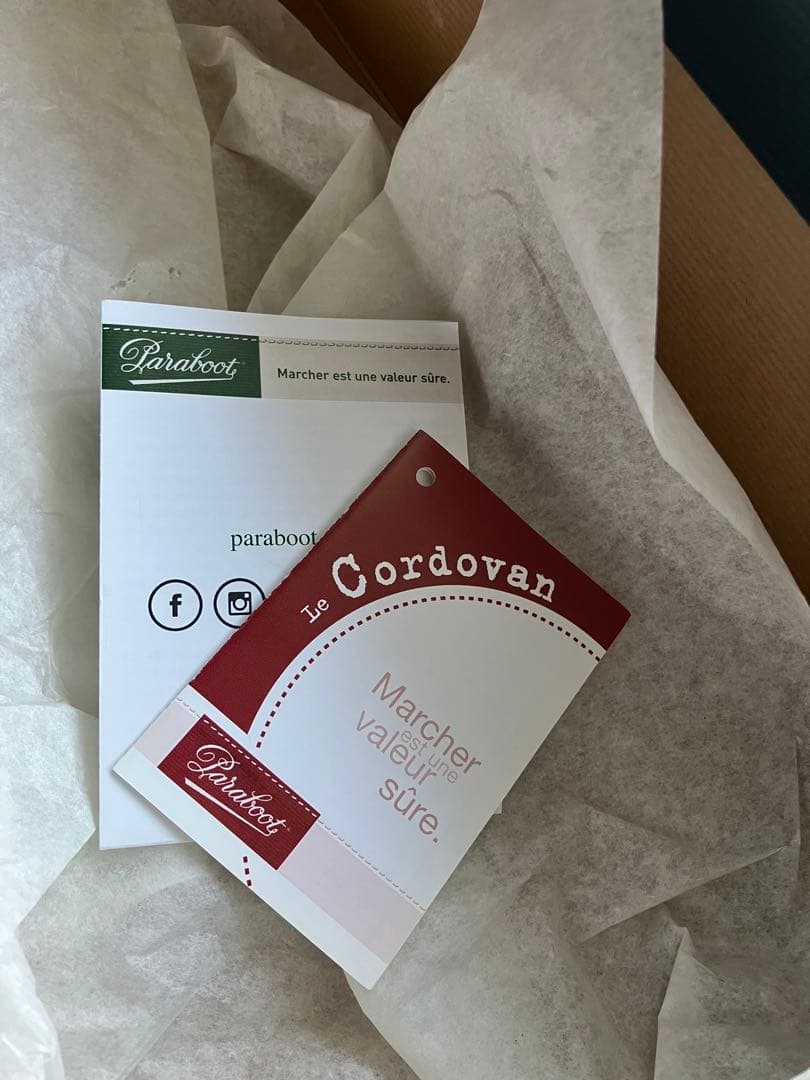 Paraboot
Marcher est une valeur sûre.
paraboot
Le Cordovan
Marcher
est une
valeur
sûre.
Paraboot